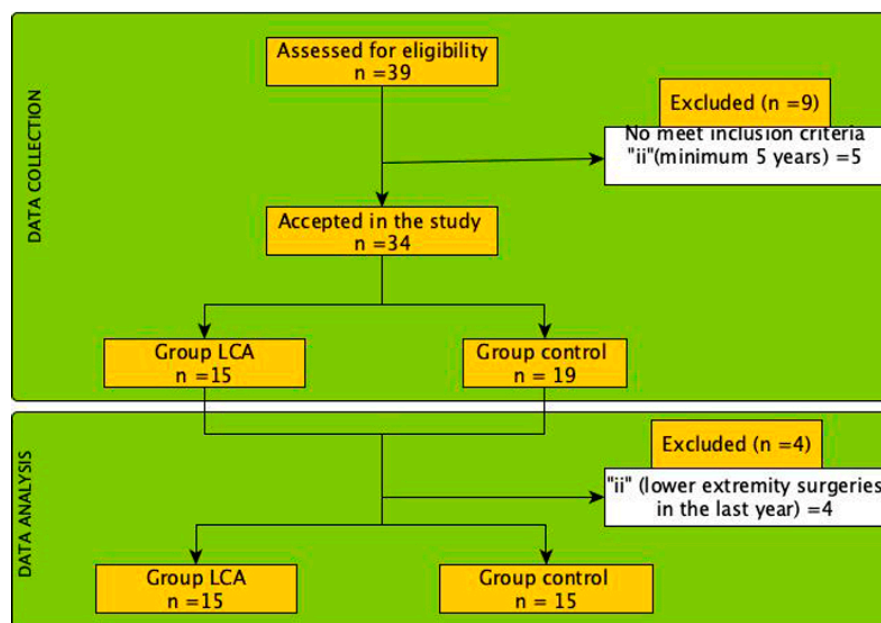 Assessed for eligibility
n =39
Excluded (n =9)
No meet inclusion criteria
"ii"(minimum 5 years) =5
DATA COLLECTION
Accepted in the study
n =34
Group LCA
n =15
Group control
n = 19
Excluded (n =4)
"ii" (lower extremity surgeries
in the last year) =4
DATA ANALYSIS
Group LCA
n =15
Group control
n = 15